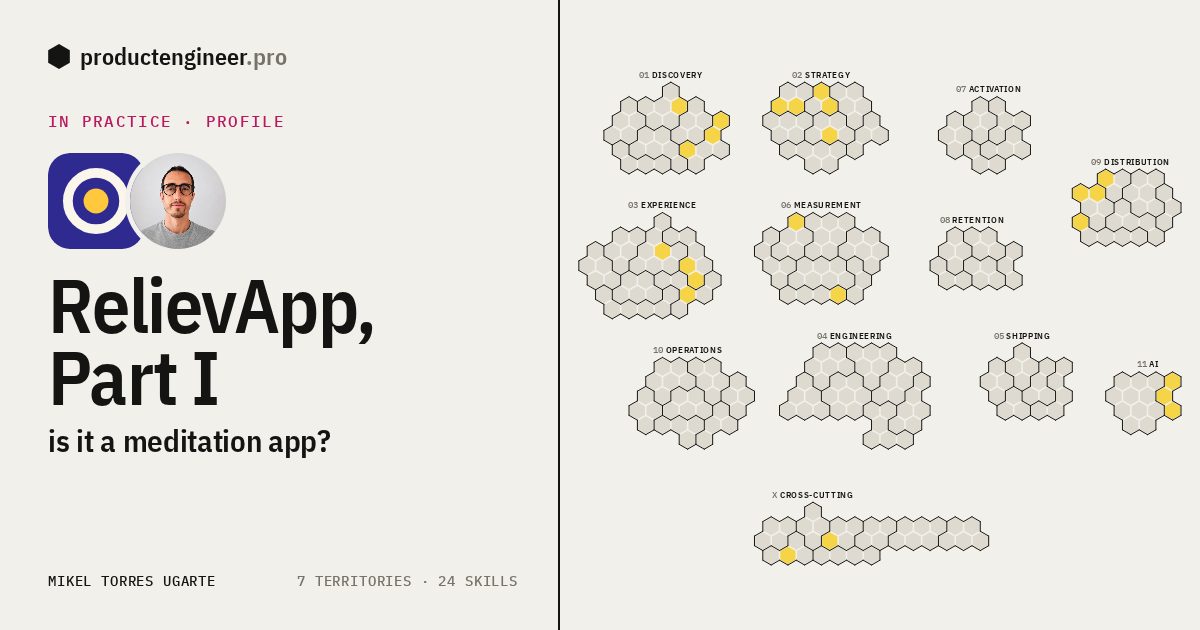 productengineer.pro
IN PRACTICE · PROFILE
RelievApp,
Part I
is it a meditation app?
MIKEL TORRES UGARTE
7 TERRITORIES · 24 SKILLS
01 DISCOVERY
02 STRATEGY
07 ACTIVATION
09 DISTRIBUTION
03 EXPERIENCE
06 MEASUREMENT
08 RETENTION
10 OPERATIONS
04 ENGINEERING
05 SHIPPING
11 AI
X CROSS-CUTTING